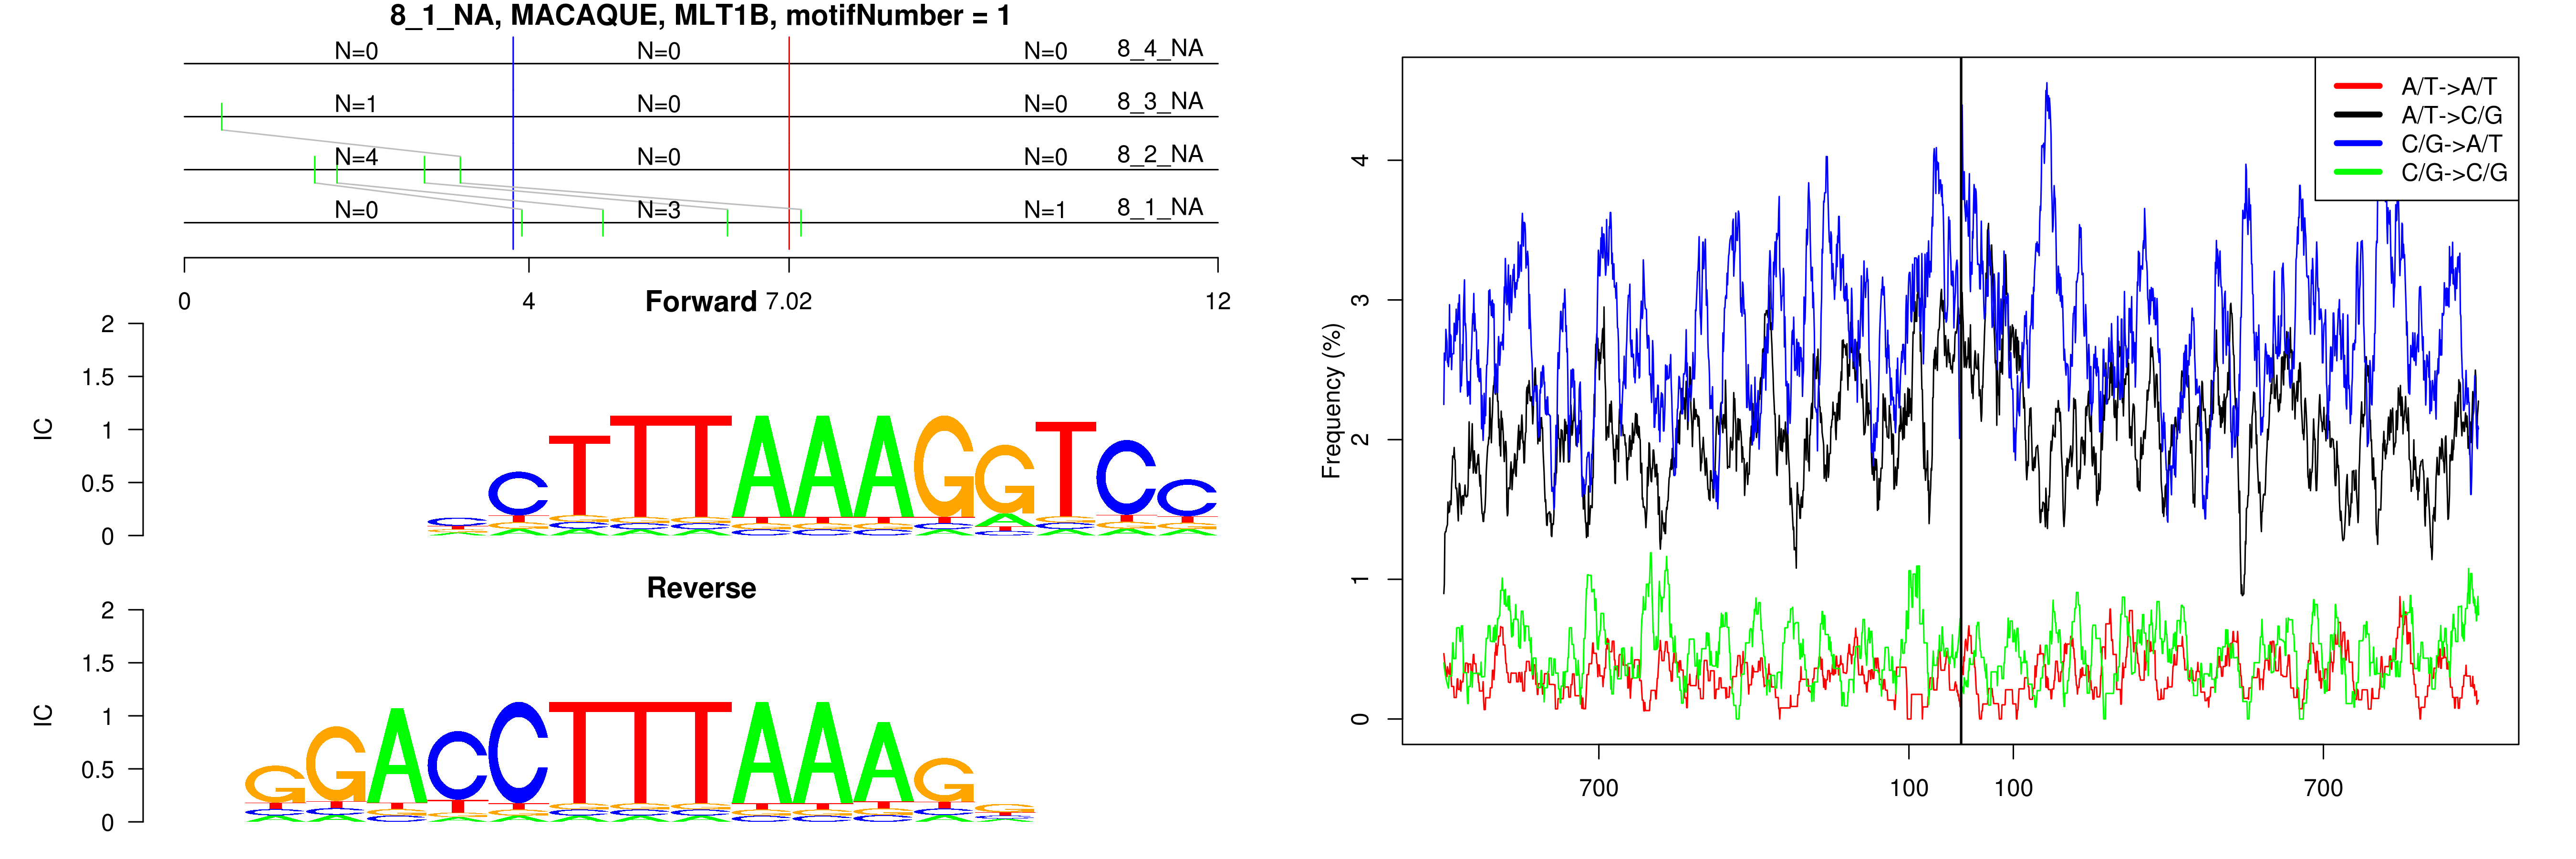 8_1_NA, MACAQUE, MLT1B, motifNumber = 1
N=0 N=0 N=0 8_4_NA
N=1 N=0 N=0 8_3_NA
N=4 N=0 N=0 8_2_NA
N=0 N=3 N=1 8_1_NA
0 4 7.02 12
Forward
IC
2
1.5
1
0.5
0
C T T T A A A G G T C C
Reverse
IC
2
1.5
1
0.5
0
G G A C C T T T A A A G
A/T->A/T
A/T->C/G
C/G->A/T
C/G->C/G
Frequency (%)
4
3
2
1
0
700 100 100 700